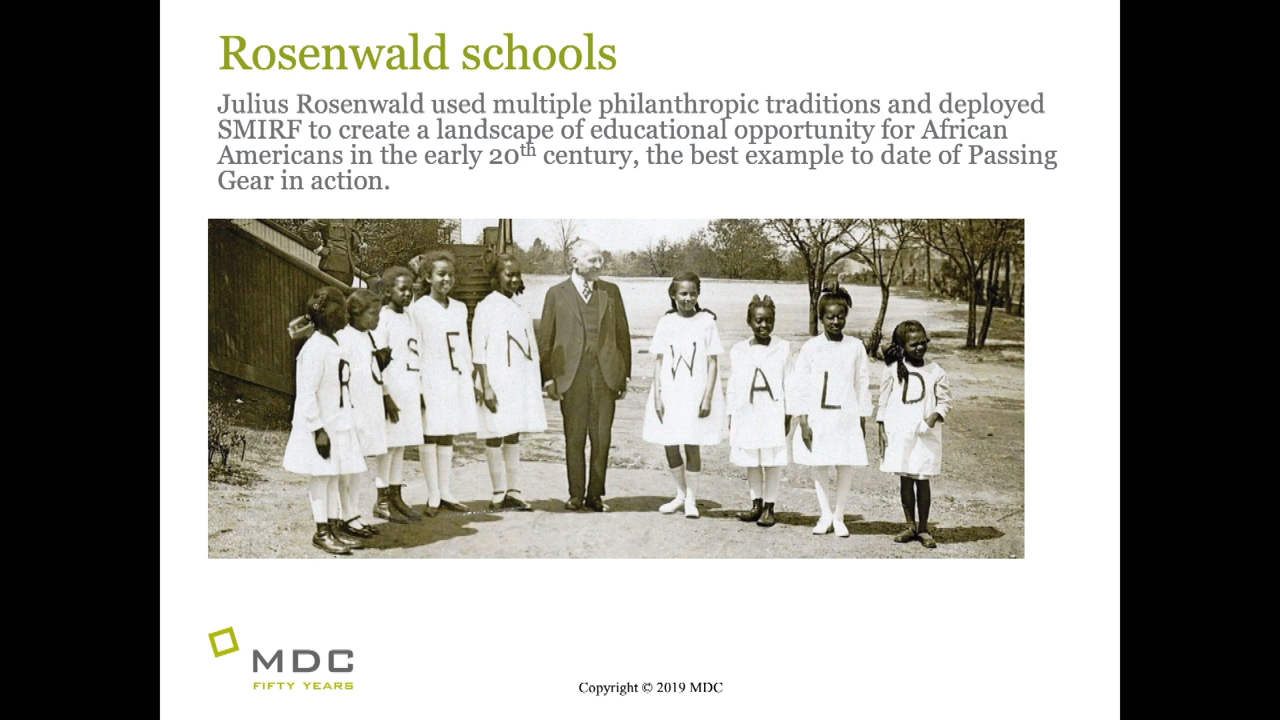 Rosenwald schools
Julius Rosenwald used multiple philanthropic traditions and deployed
SMIRF to create a landscape of educational opportunity for African
Americans in the early 20th century, the best example to date of Passing
Gear in action.
R O S E N W A L D
MDC
FIFTY YEARS
Copyright © 2019 MDC